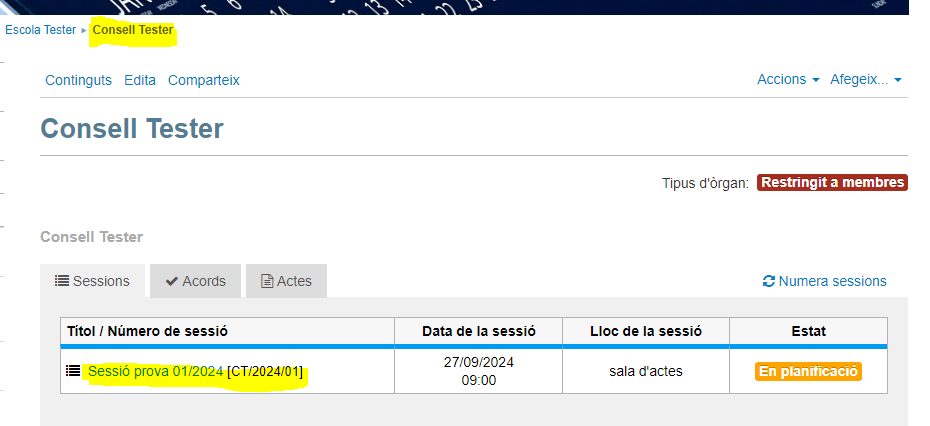 Escola Tester ▸ Consell Tester
Continguts Edita Comparteix Accions Afegeix...
Consell Tester
Tipus d'òrgan: Restringit a membres
Consell Tester
Sessions Acords Actes Numera sessions
Títol / Número de sessió Data de la sessió Lloc de la sessió Estat
Sessió prova 01/2024 [CT/2024/01] 27/09/2024 09:00 sala d'actes En planificació